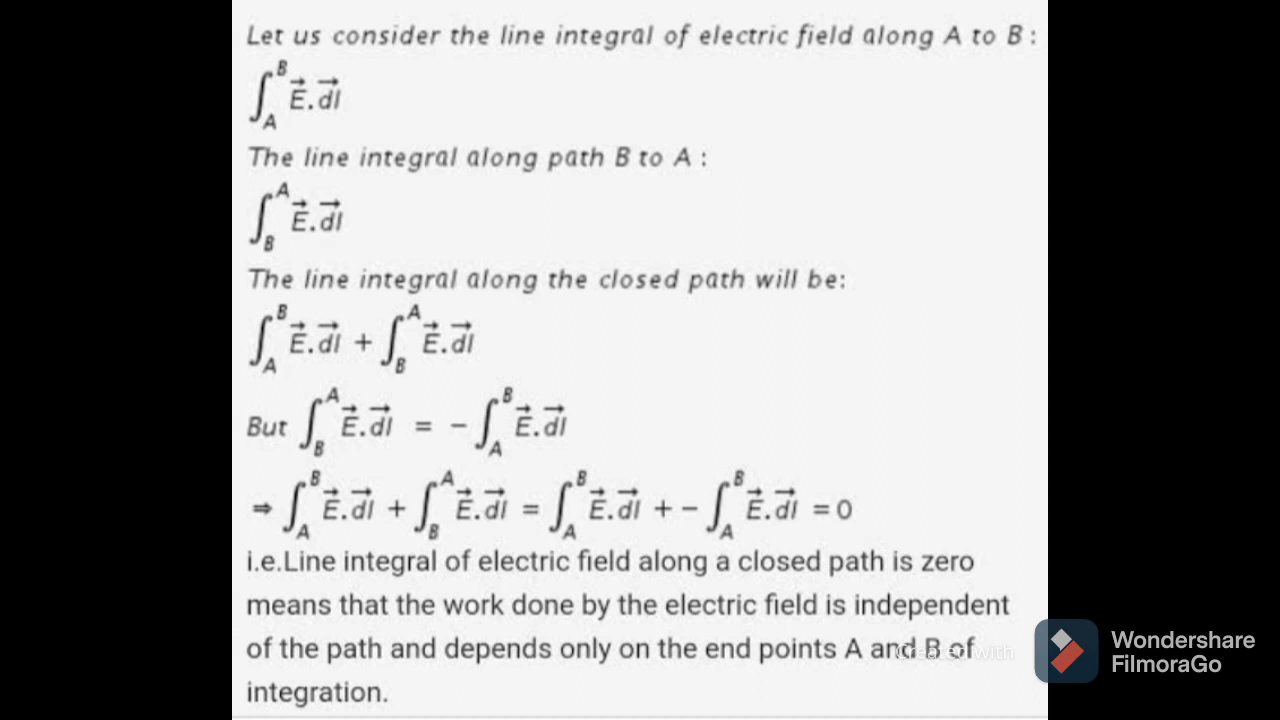 Let us consider the line integral of electric field along A to B :
∫_A^B E⃗.dl⃗
The line integral along path B to A :
∫_B^A E⃗.dl⃗
The line integral along the closed path will be:
∫_A^B E⃗.dl⃗ + ∫_B^A E⃗.dl⃗
But ∫_B^A E⃗.dl⃗ = - ∫_A^B E⃗.dl⃗
⇒ ∫_A^B E⃗.dl⃗ + ∫_B^A E⃗.dl⃗ = ∫_A^B E⃗.dl⃗ + - ∫_A^B E⃗.dl⃗ = 0
i.e.Line integral of electric field along a closed path is zero
means that the work done by the electric field is independent
of the path and depends only on the end points A and B of
integration.
Created with
Wondershare
FilmoraGo